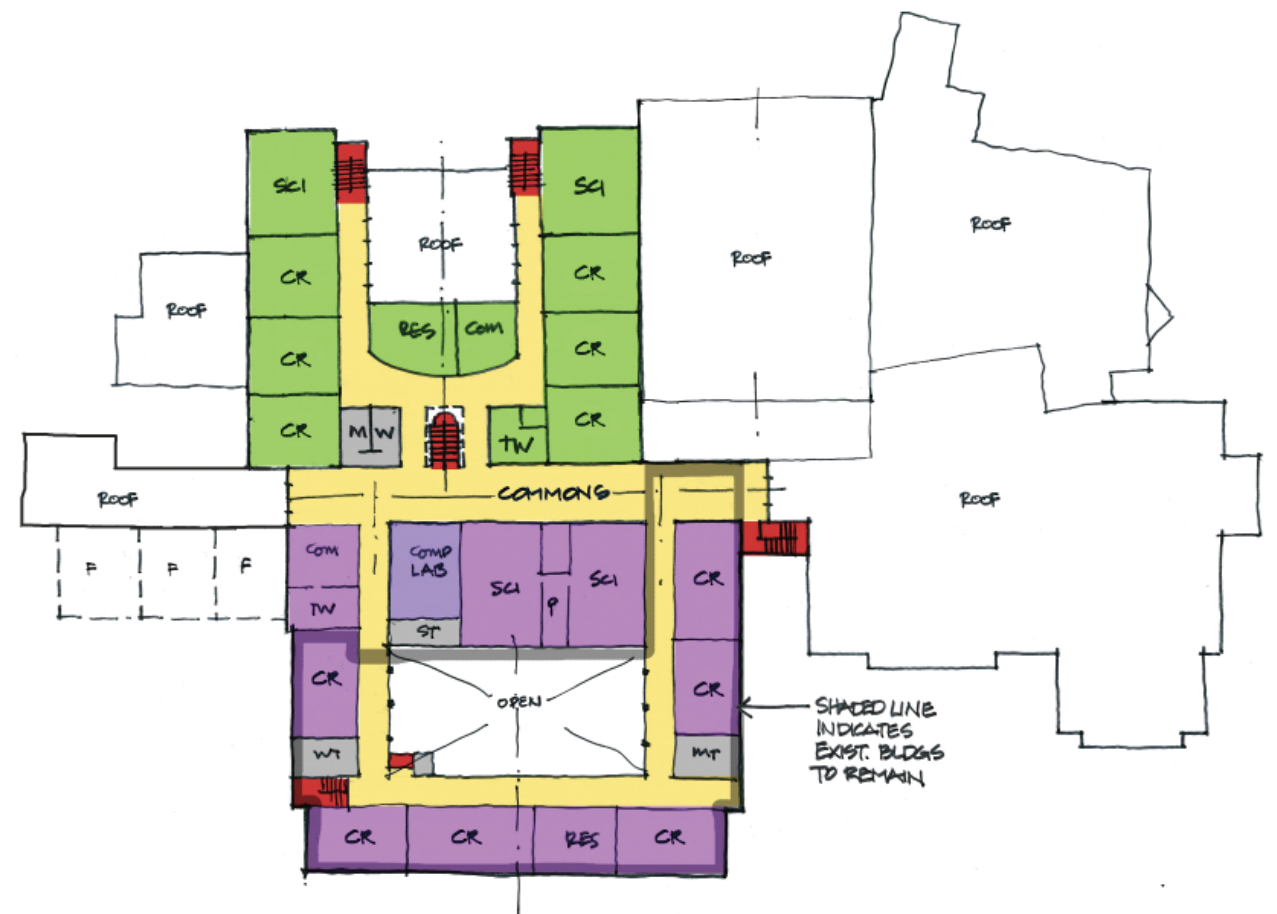 SCI
SCI
ROOF
ROOF
ROOF
CR
CR
ROOF
RES
COM
CR
CR
CR
CR
M
W
TW
COMMONS
ROOF
ROOF
F
F
F
COM
COMP
LAB
SCI
SCI
P
CR
TW
ST
CR
CR
OPEN
SHADED LINE
INDICATES
EXIST. BLDGS
TO REMAIN
WT
MT
CR
CR
RES
CR